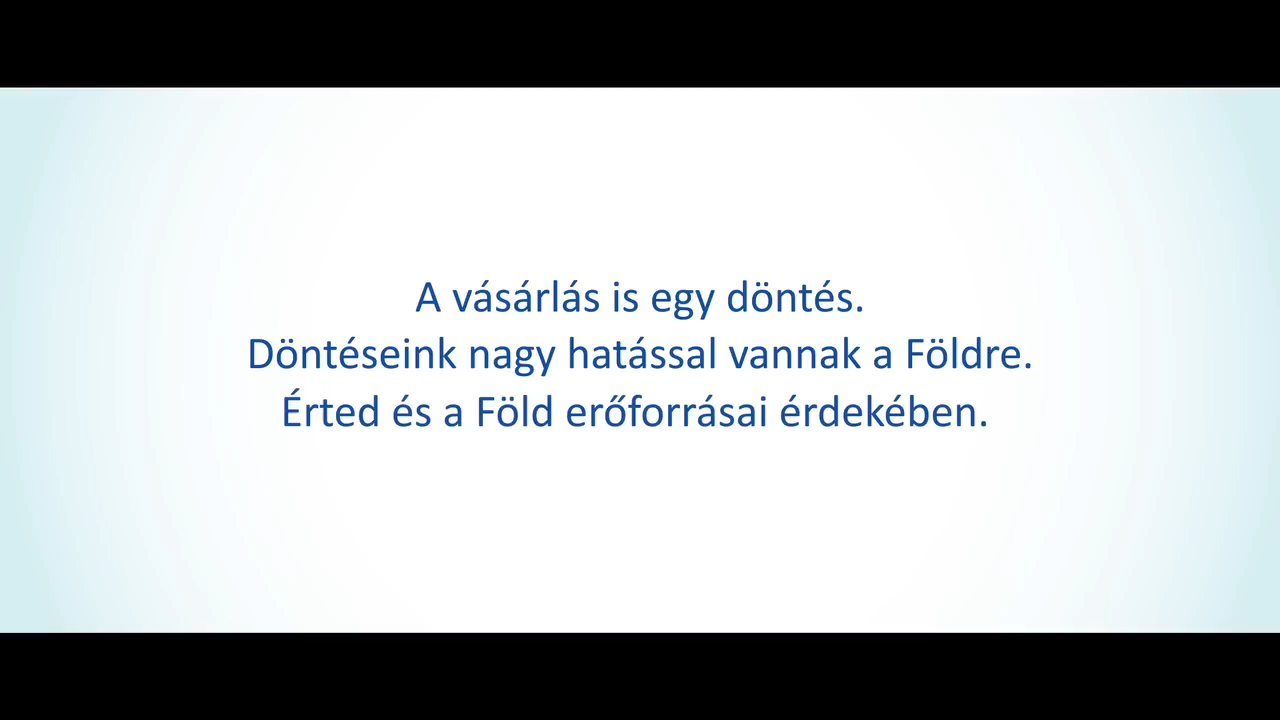 A vásárlás is egy döntés.
Döntéseink nagy hatással vannak a Földre.
Érted és a Föld erőforrásai érdekében.